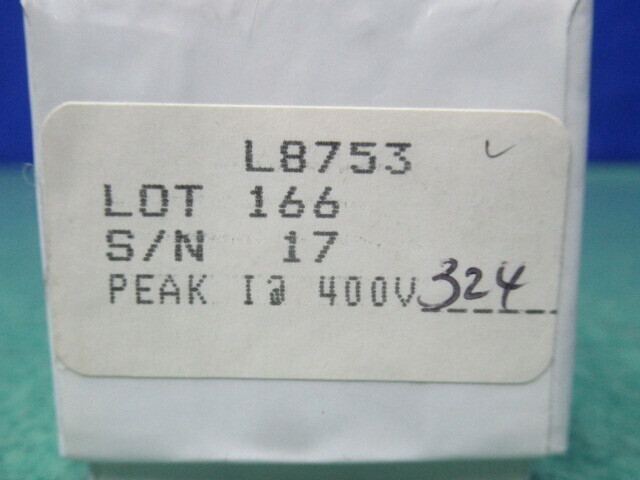 L8753
LOT 166
S/N 17
PEAK I@ 400V 324